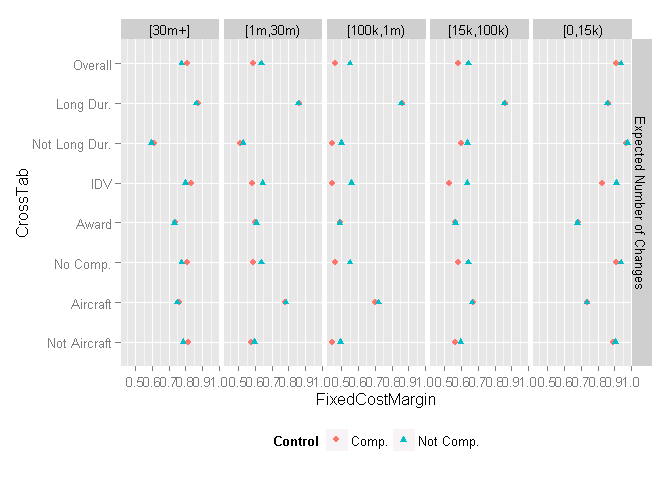 [30m+] [1m,30m) [100k,1m) [15k,100k) [0,15k)
Overall
Long Dur.
Not Long Dur.
IDV
Award
No Comp.
Aircraft
Not Aircraft
CrossTab
Expected Number of Changes
0.50.60.70.80.91.00.50.60.70.80.91.00.50.60.70.80.91.00.50.60.70.80.91.00.50.60.70.80.91.0
FixedCostMargin
Control Comp. Not Comp.